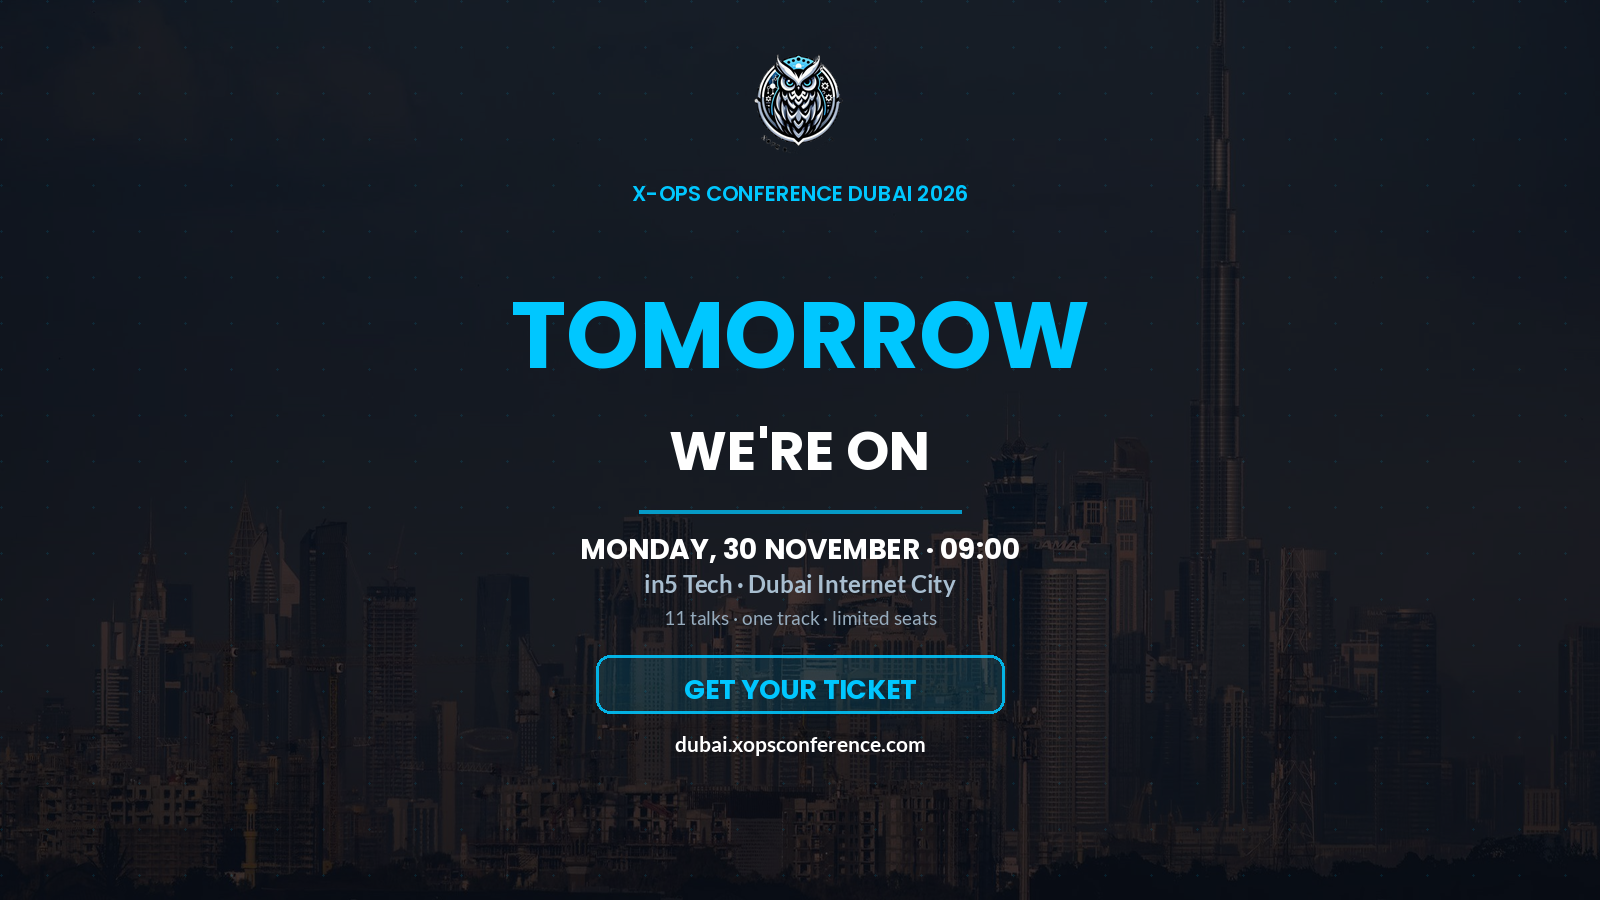 X-OPS CONFERENCE DUBAI 2026
TOMORROW
WE'RE ON
MONDAY, 30 NOVEMBER · 09:00
in5 Tech · Dubai Internet City
11 talks · one track · limited seats
GET YOUR TICKET
dubai.xopsconference.com